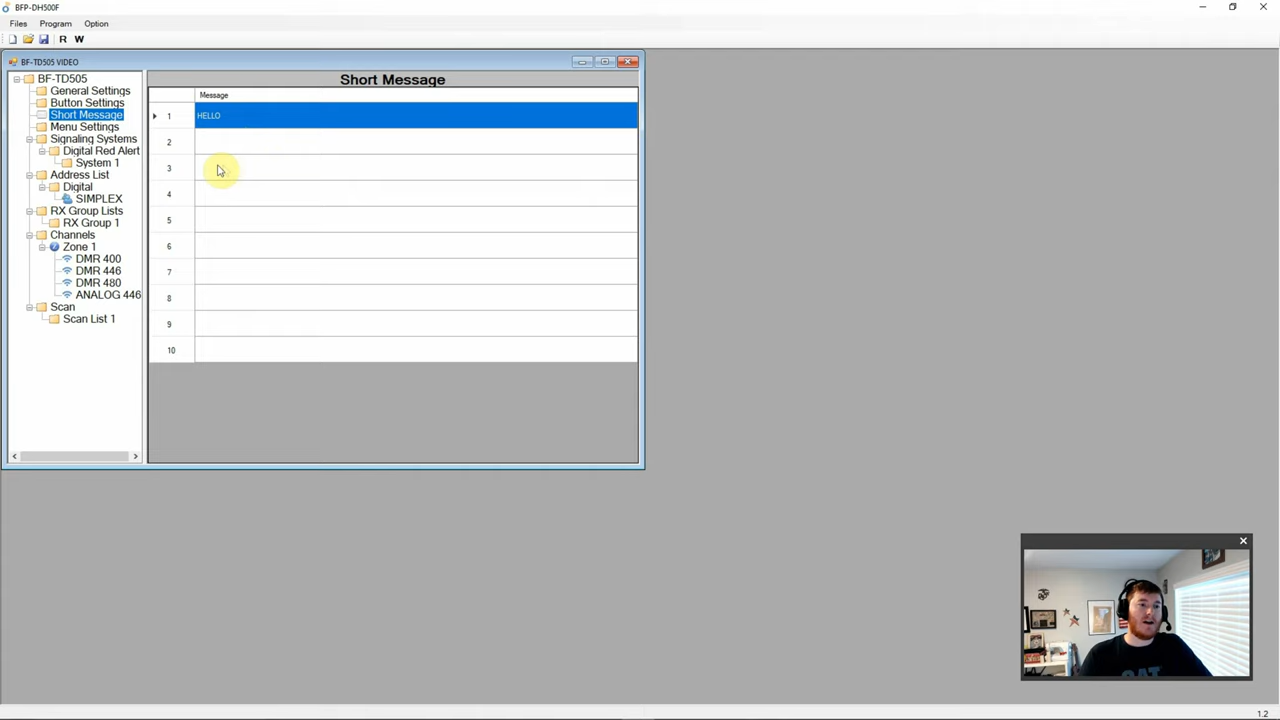 BFP-DH500F
Files Program Option
R W
BF-TD505 VIDEO
BF-TD505
General Settings
Button Settings
Short Message
Menu Settings
Signaling Systems
Digital Red Alert
System 1
Address List
Digital
SIMPLEX
RX Group Lists
RX Group 1
Channels
Zone 1
DMR 400
DMR 446
DMR 480
ANALOG 446
Scan
Scan List 1
Short Message
Message
1 HELLO
2
3
4
5
6
7
8
9
10
CAT
1.2